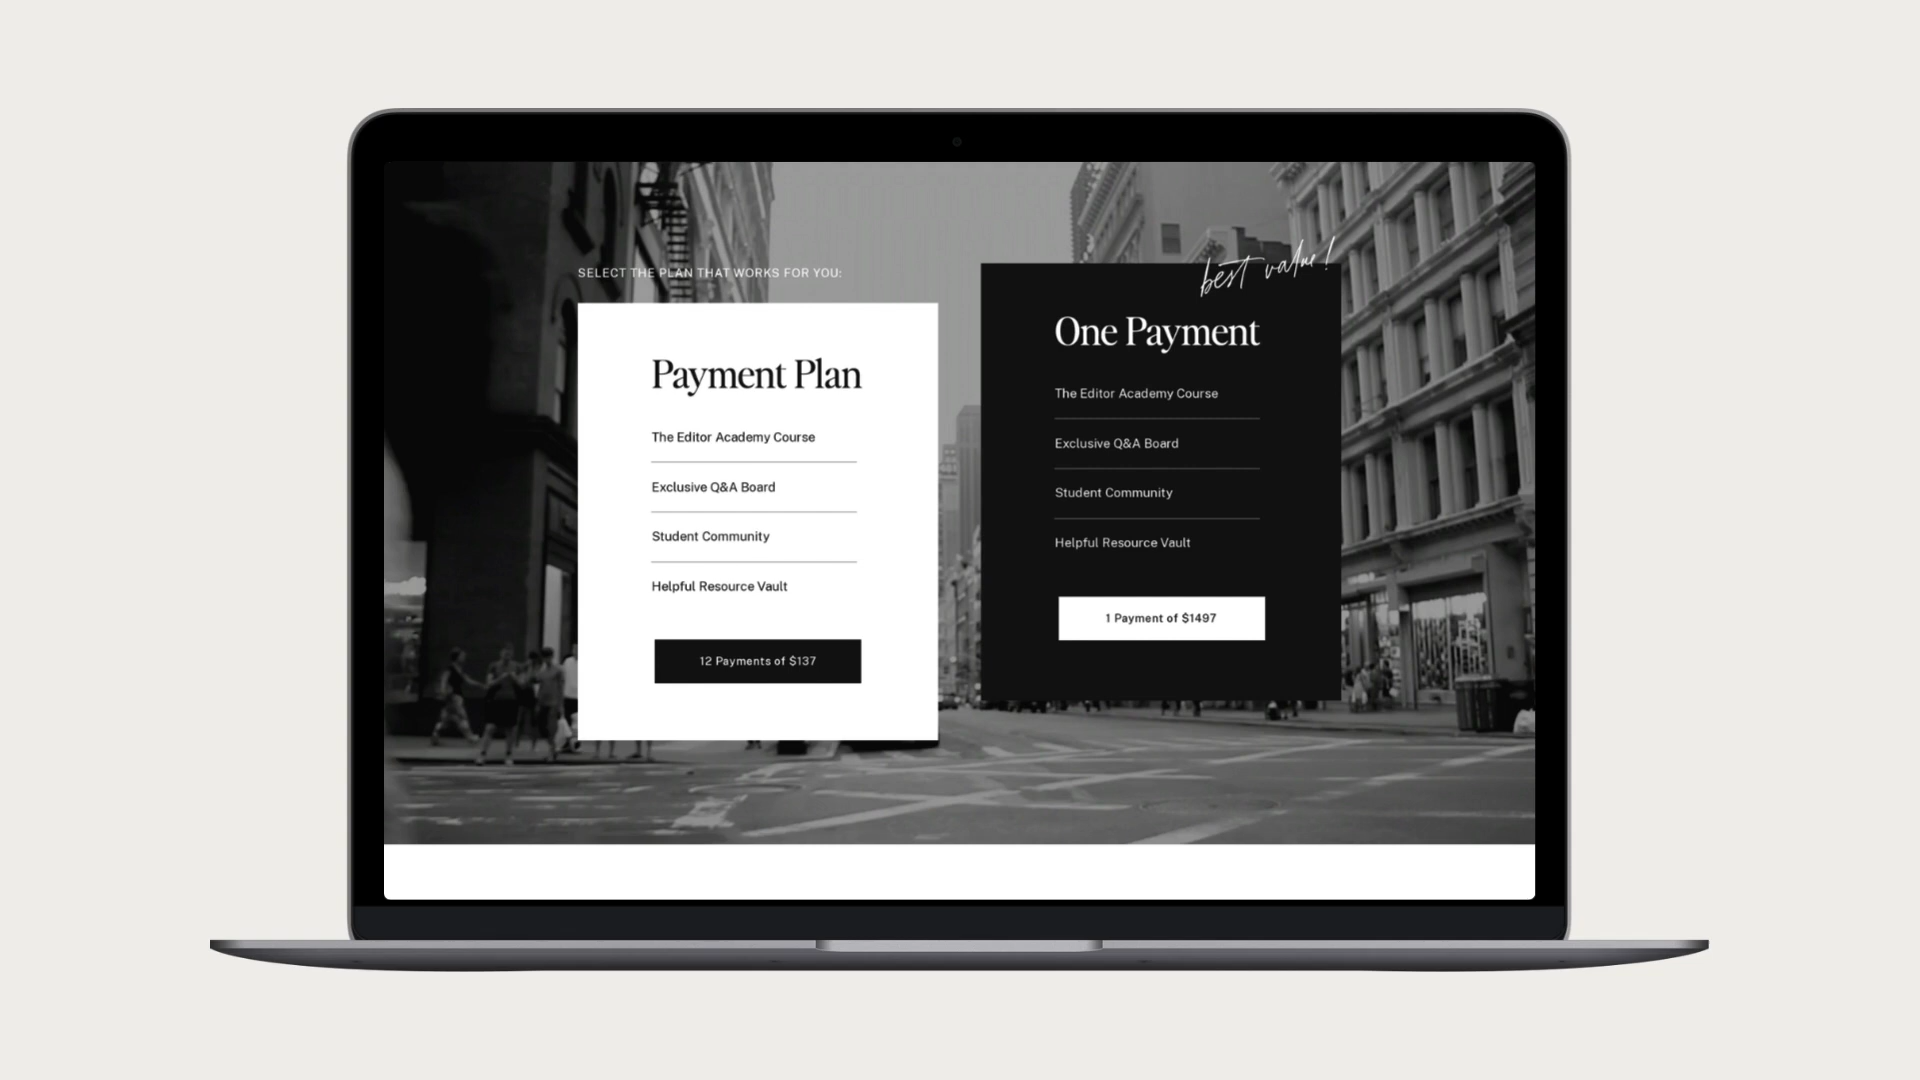 SELECT THE PLAN THAT WORKS FOR YOU:
Payment Plan
The Editor Academy Course
Exclusive Q&A Board
Student Community
Helpful Resource Vault
12 Payments of $137
best value!
One Payment
The Editor Academy Course
Exclusive Q&A Board
Student Community
Helpful Resource Vault
1 Payment of $1497